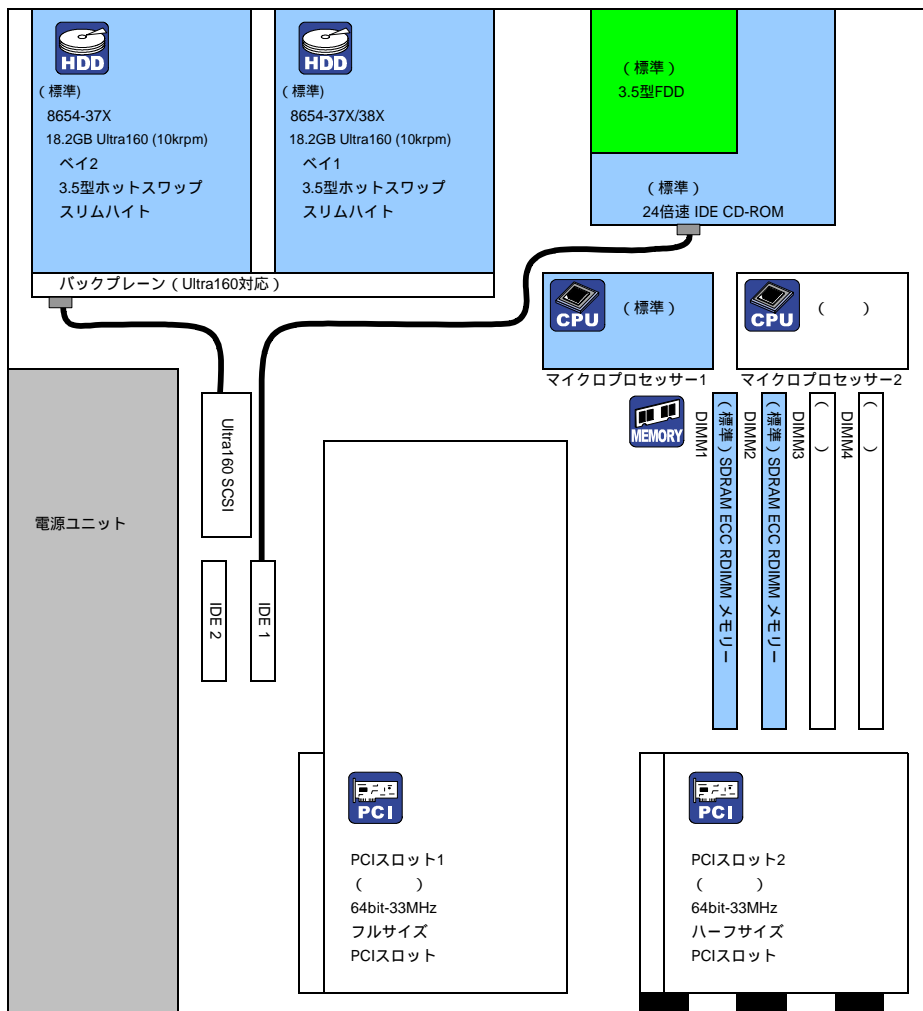 HDD
(標準)
8654-37X
18.2GB Ultra160 (10krpm)
ベイ2
3.5型ホットスワップ
スリムハイト
HDD
(標準)
8654-37X/38X
18.2GB Ultra160 (10krpm)
ベイ1
3.5型ホットスワップ
スリムハイト
(標準)
3.5型FDD
(標準)
24倍速 IDE CD-ROM
バックプレーン(Ultra160対応)
CPU
(標準)
マイクロプロセッサー1
CPU
( )
マイクロプロセッサー2
MEMORY
DIMM1
(標準)SDRAM ECC RDIMM メモリー
DIMM2
(標準)SDRAM ECC RDIMM メモリー
DIMM3
( )
DIMM4
( )
Ultra160 SCSI
電源ユニット
IDE 2
IDE 1
PCI
PCIスロット1
( )
64bit-33MHz
フルサイズ
PCIスロット
PCI
PCIスロット2
( )
64bit-33MHz
ハーフサイズ
PCIスロット